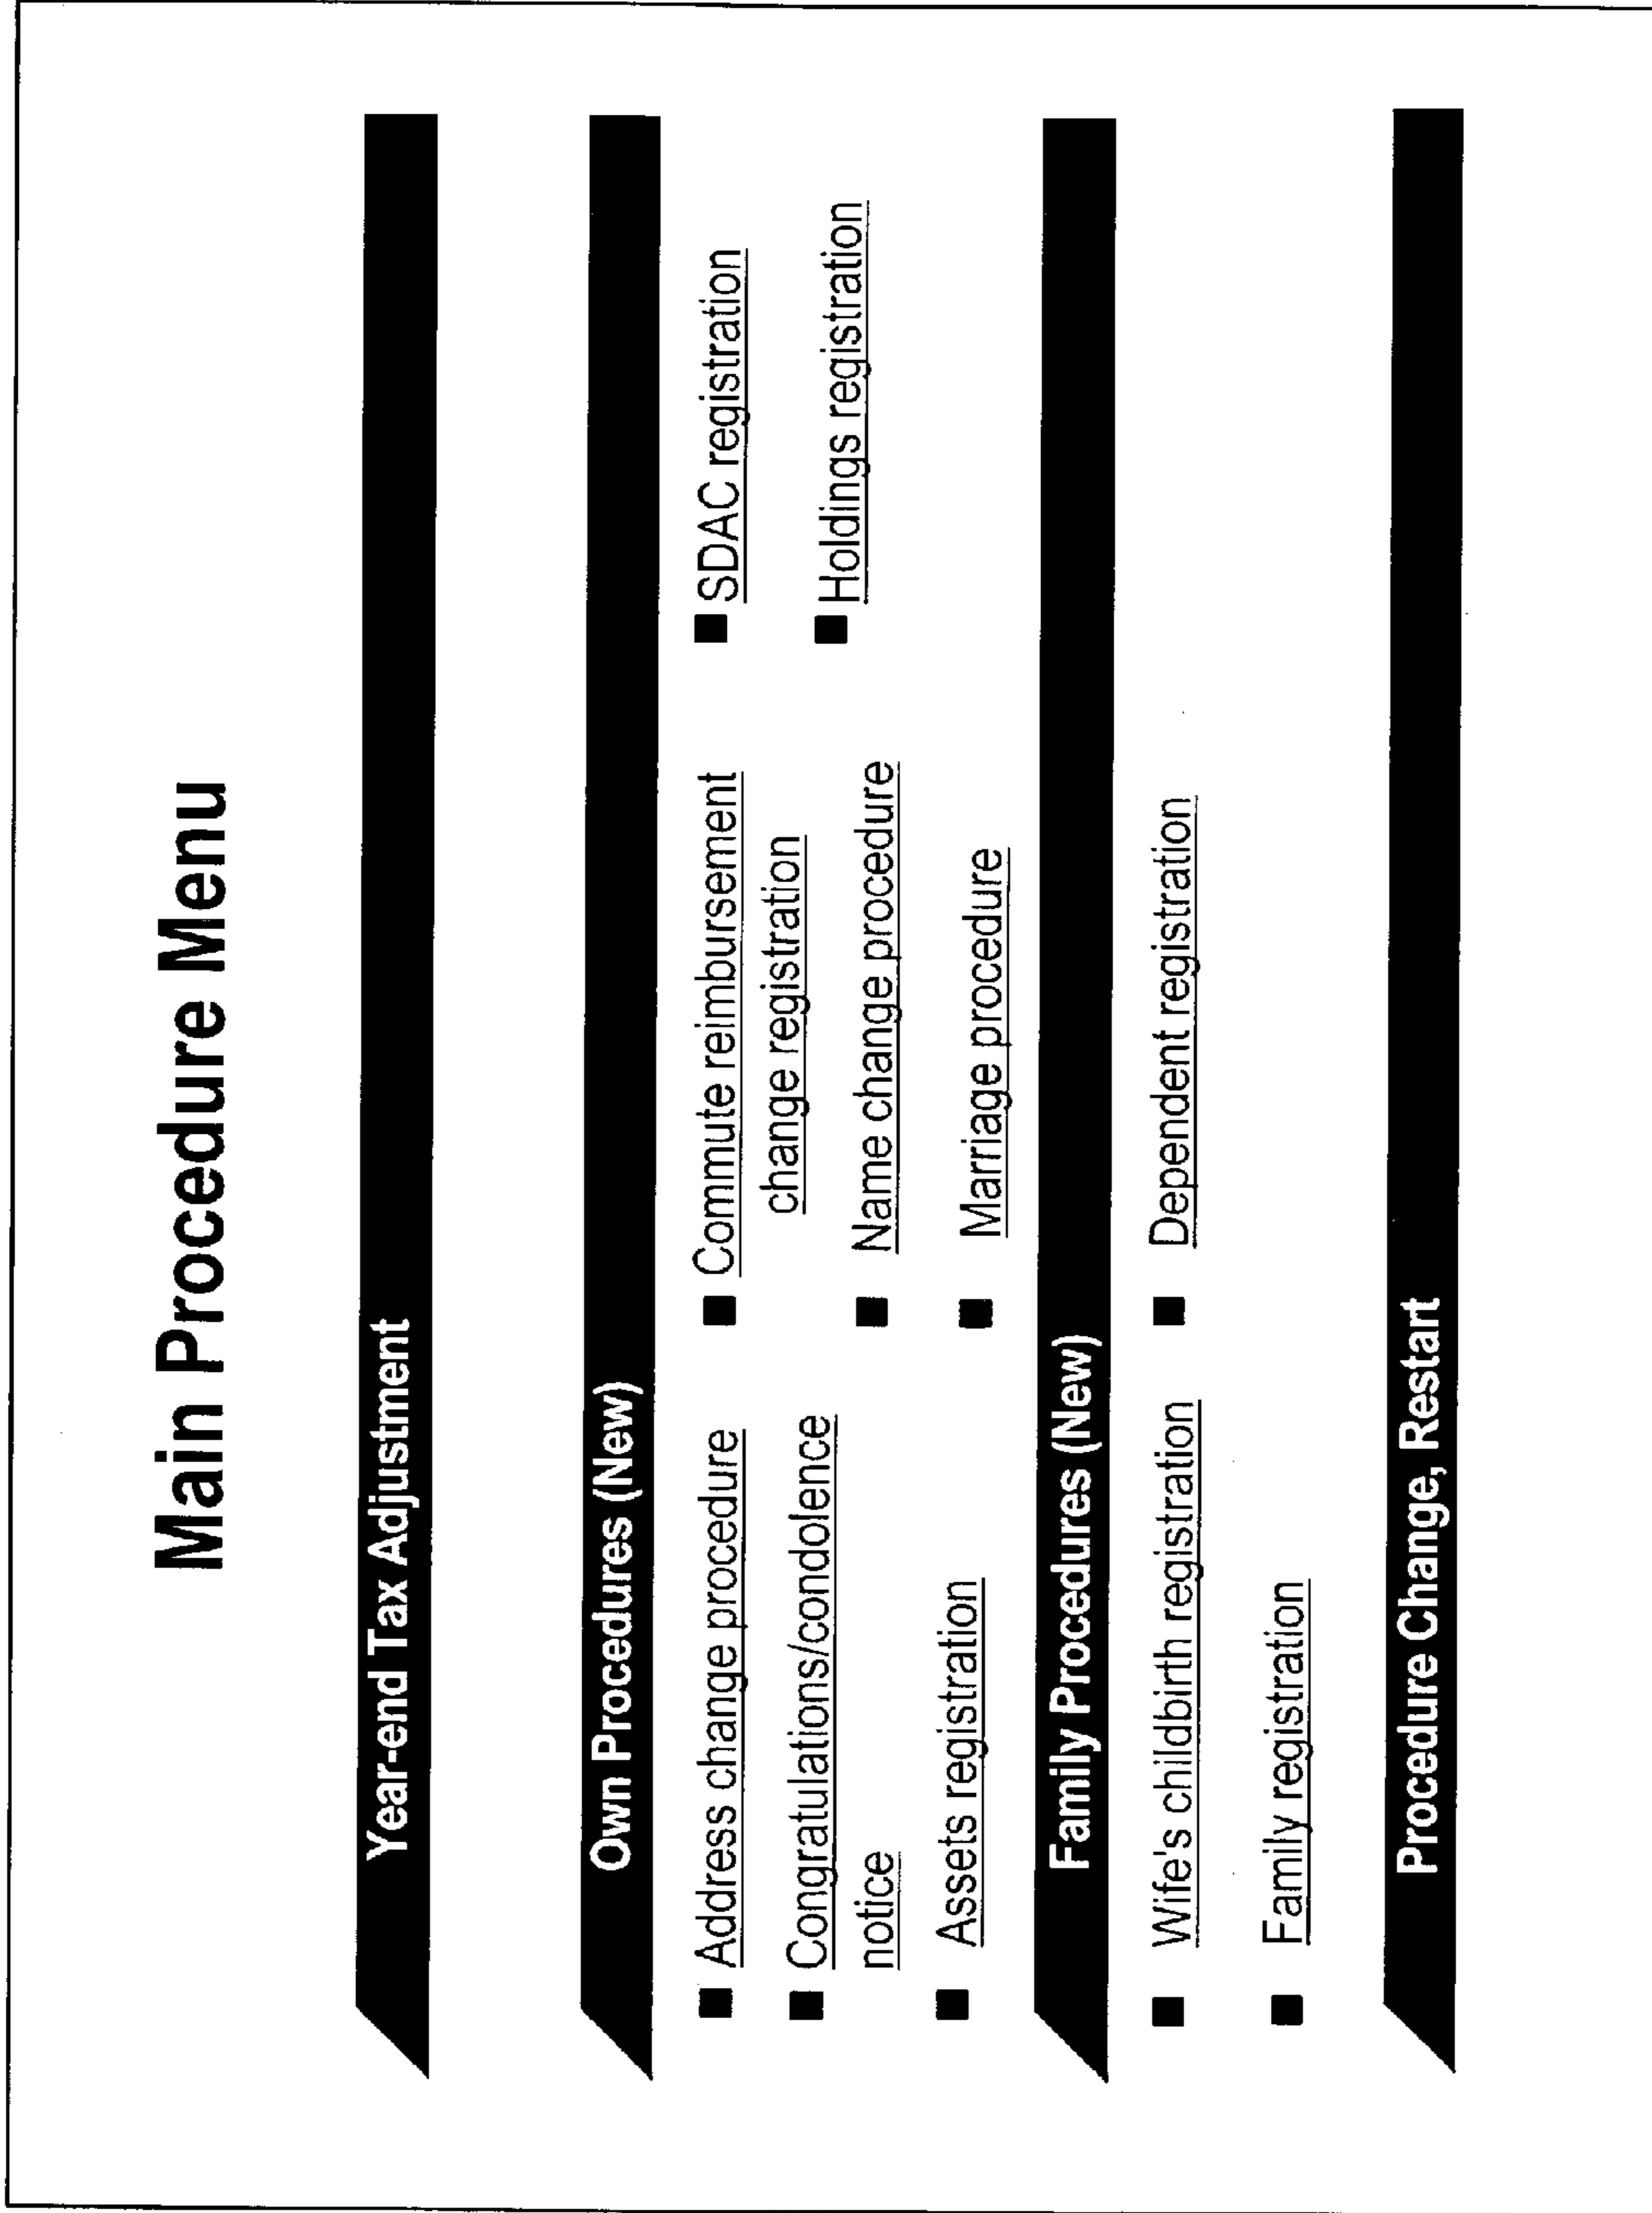 Main Procedure Menu
Year-end Tax Adjustment
Own Procedures (New)
Address change procedure
Congratulations/condolence
notice
Assets registration
Commute reimbursement
change registration
Name change procedure
Marriage procedure
SDAC registration
Holdings registration
Family Procedures (New)
Wife's childbirth registration
Family registration
Dependent registration
Procedure Change, Restart